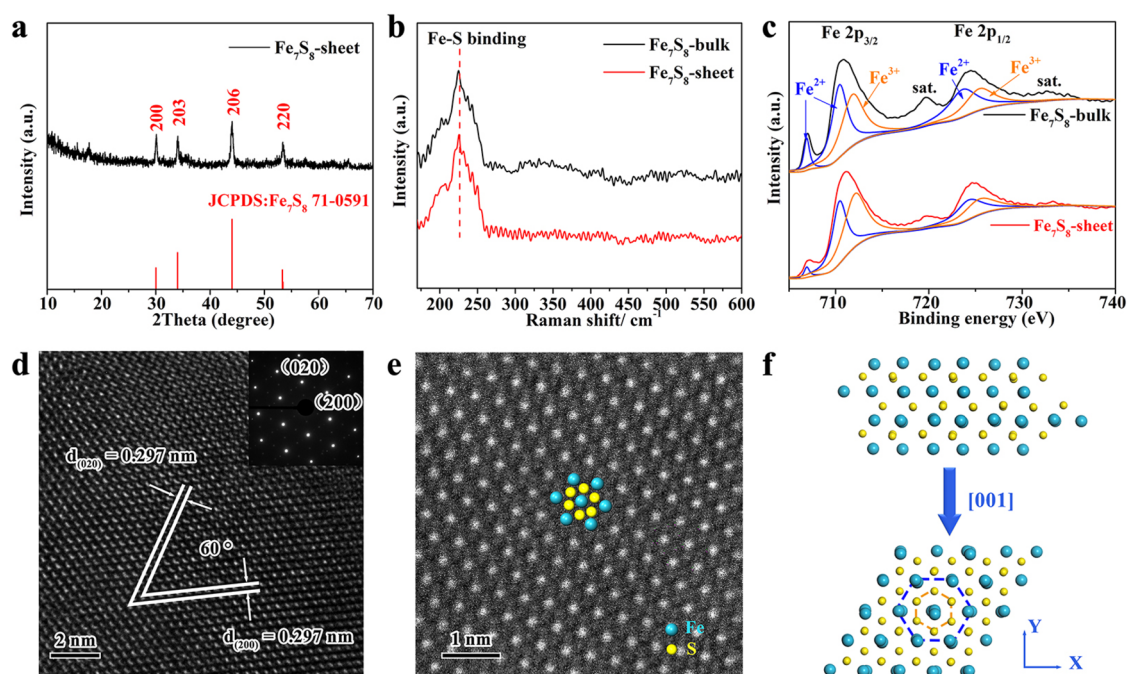 a
Fe₇S₈-sheet
200
203
206
220
JCPDS:Fe₇S₈ 71-0591
Intensity (a.u.)
10 20 30 40 50 60 70
2Theta (degree)
b
Fe-S binding
Fe₇S₈-bulk
Fe₇S₈-sheet
Intensity (a.u.)
200 250 300 350 400 450 500 550 600
Raman shift/ cm⁻¹
c
Fe 2p₃/₂
Fe 2p₁/₂
Fe²⁺
Fe³⁺
sat.
Fe²⁺
Fe³⁺
sat.
Fe₇S₈-bulk
Fe₇S₈-sheet
Intensity (a.u.)
710 720 730 740
Binding energy (eV)
d
(020)
(200)
d(020) = 0.297 nm
60°
d(200) = 0.297 nm
2 nm
e
Fe
S
1 nm
f
[001]
Y
X